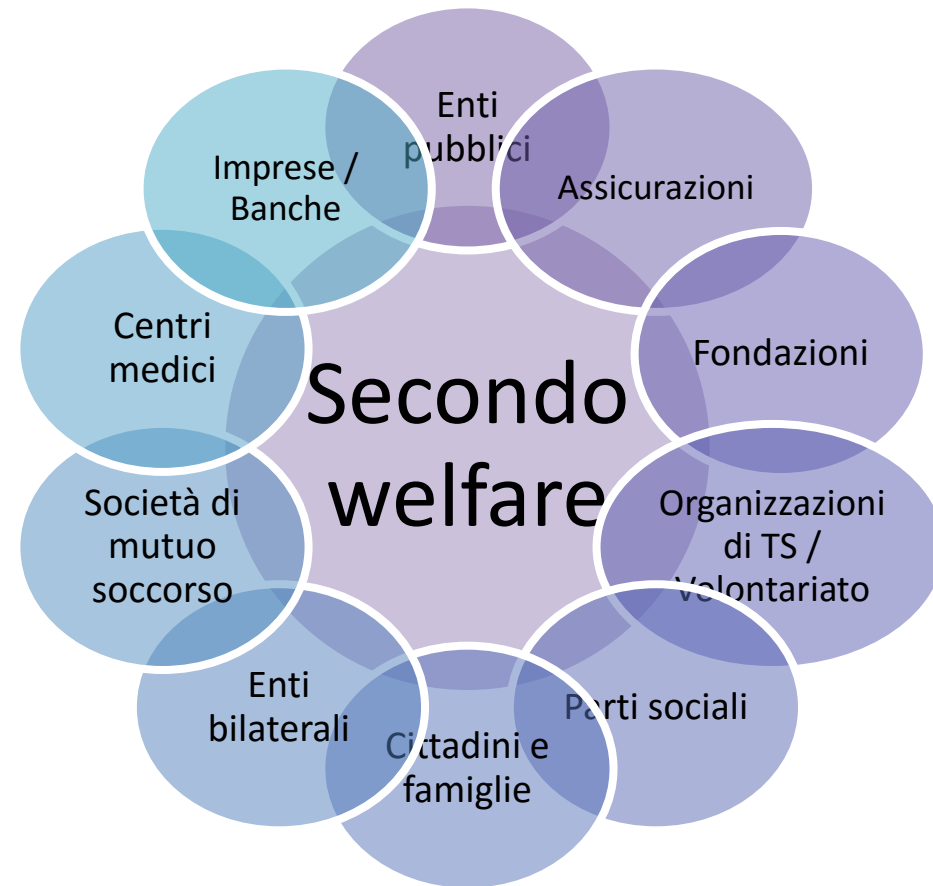 Enti
pubblici
Assicurazioni
Fondazioni
Organizzazioni
di TS /
Volontariato
Parti sociali
Cittadini e
famiglie
Enti
bilaterali
Società di
mutuo
soccorso
Centri
medici
Imprese /
Banche
Secondo
welfare